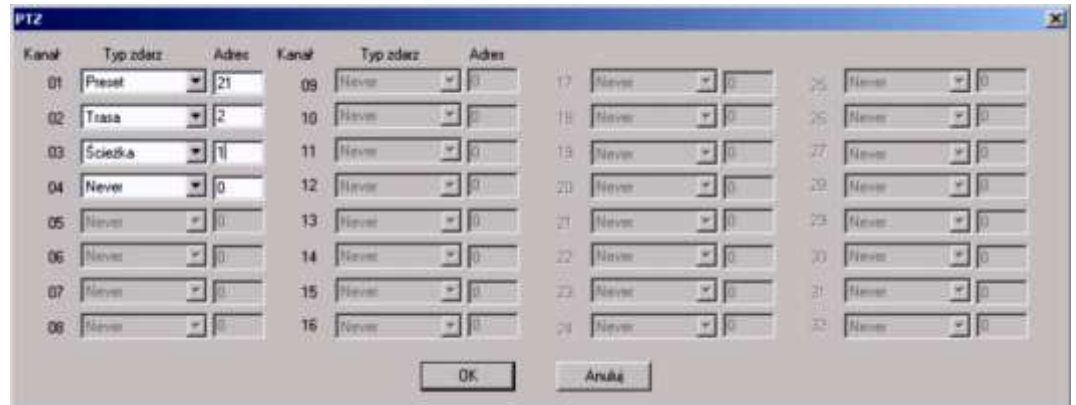 PTZ
Kanał Typ zdarz Adres Kanał Typ zdarz Adres
01 Preset 21 09 Never 0 17 Never 0 25 Never 0
02 Trasa 2 10 Never 0 18 Never 0 26 Never 0
03 Ścieżka 1 11 Never 0 19 Never 0 27 Never 0
04 Never 0 12 Never 0 20 Never 0 28 Never 0
05 Never 0 13 Never 0 21 Never 0 29 Never 0
06 Never 0 14 Never 0 22 Never 0 30 Never 0
07 Never 0 15 Never 0 23 Never 0 31 Never 0
08 Never 0 16 Never 0 24 Never 0 32 Never 0
OK Anuluj